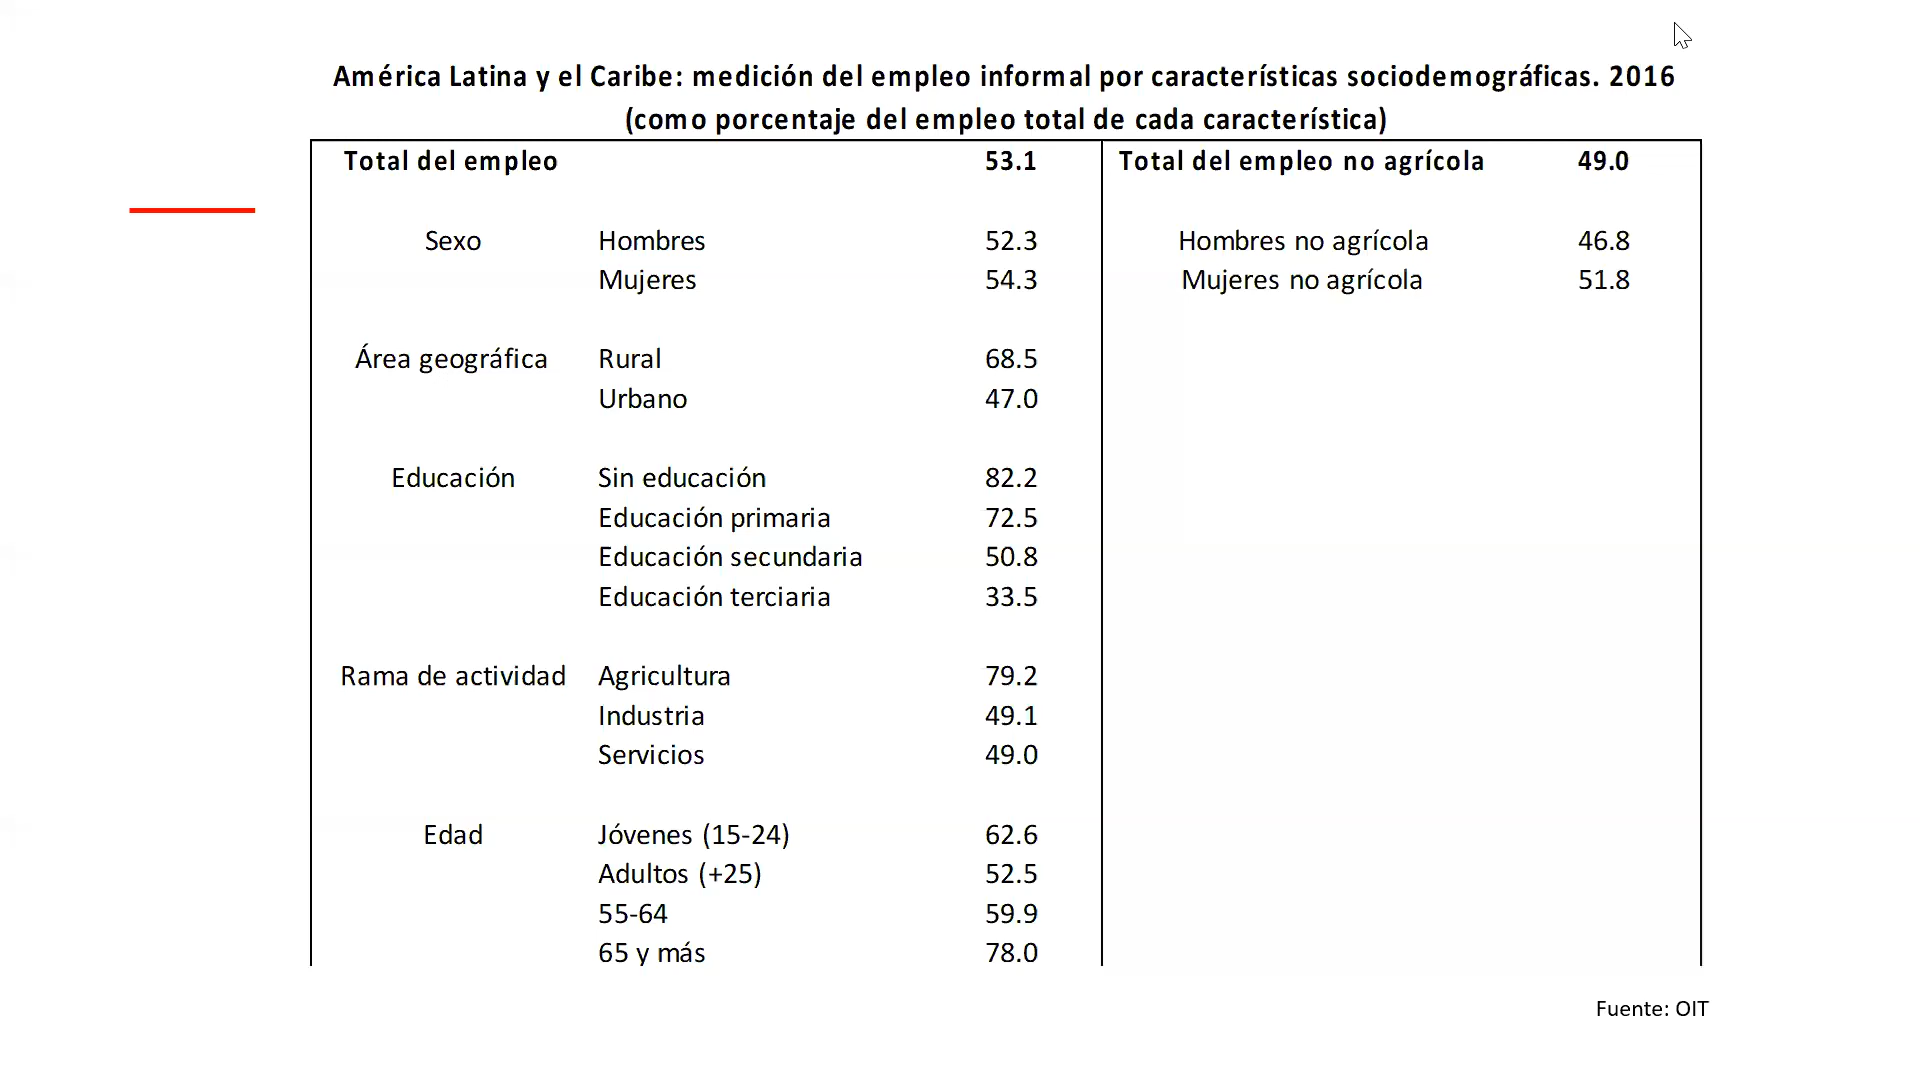 América Latina y el Caribe: medición del empleo informal por características sociodemográficas. 2016
(como porcentaje del empleo total de cada característica)
Total del empleo 53.1 Total del empleo no agrícola 49.0
Sexo Hombres 52.3 Hombres no agrícola 46.8
Mujeres 54.3 Mujeres no agrícola 51.8
Área geográfica Rural 68.5
Urbano 47.0
Educación Sin educación 82.2
Educación primaria 72.5
Educación secundaria 50.8
Educación terciaria 33.5
Rama de actividad Agricultura 79.2
Industria 49.1
Servicios 49.0
Edad Jóvenes (15-24) 62.6
Adultos (+25) 52.5
55-64 59.9
65 y más 78.0
Fuente: OIT